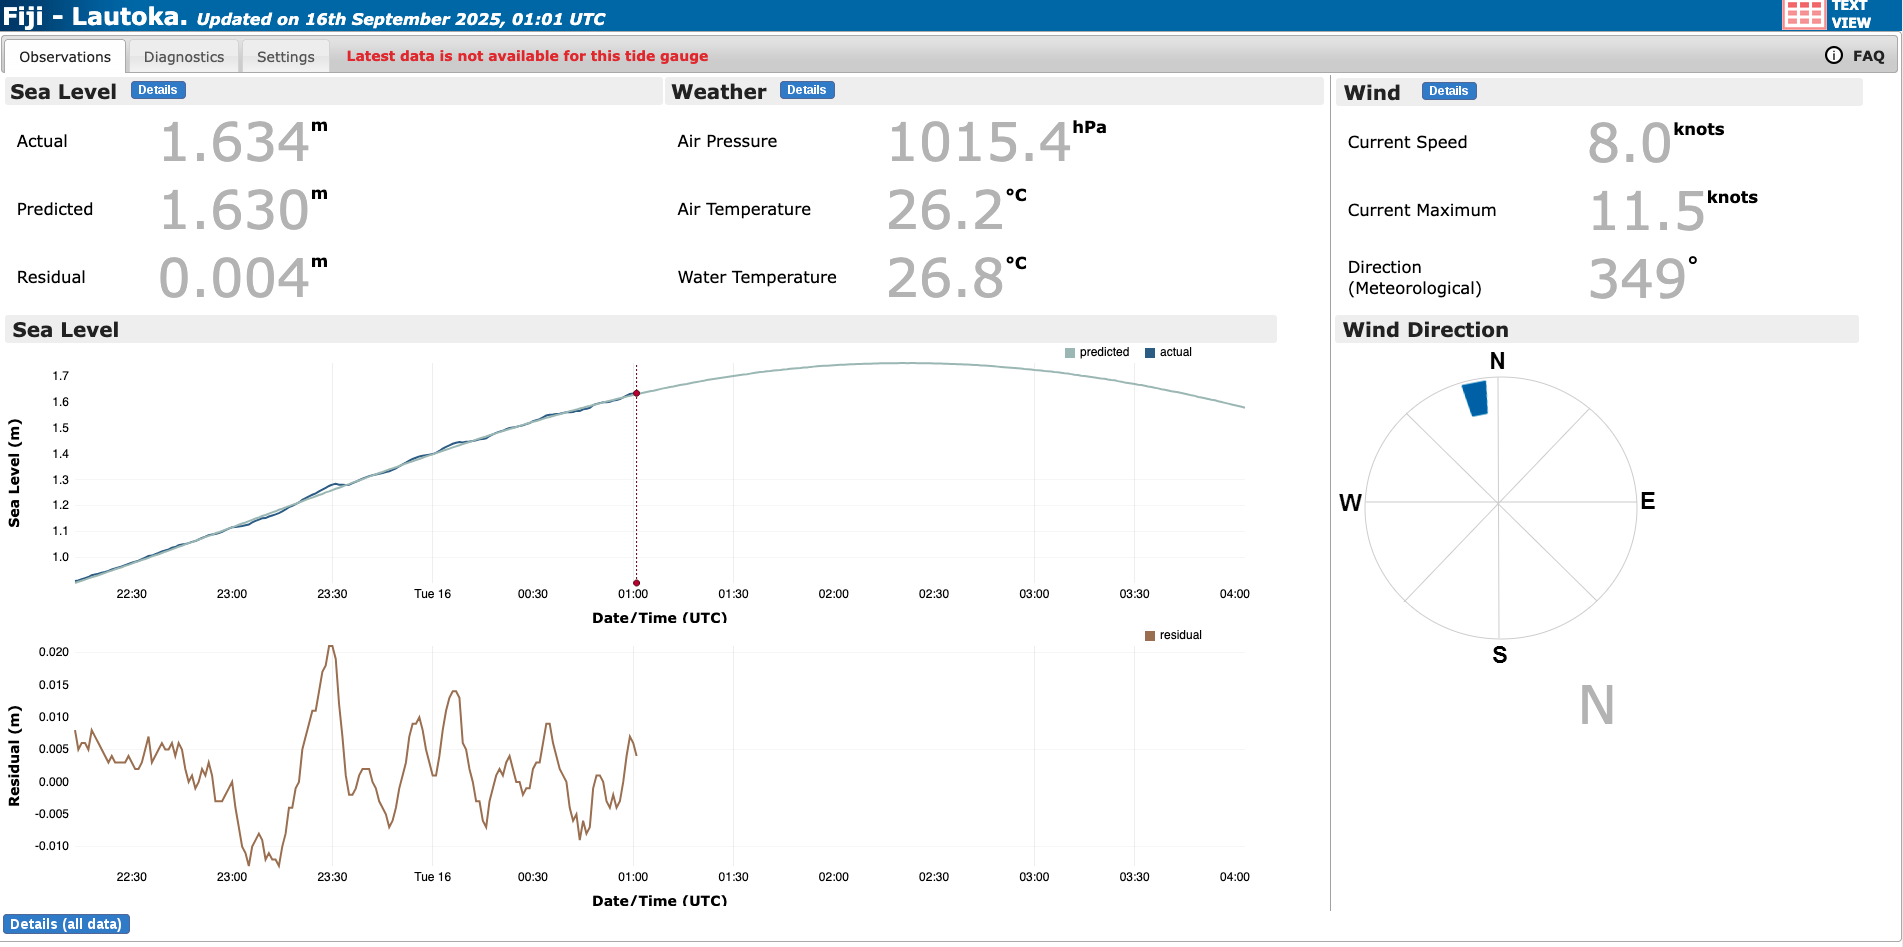 Fiji - Lautoka. Updated on 16th September 2025, 01:01 UTC
TEXT
VIEW
Observations
Diagnostics
Settings
Latest data is not available for this tide gauge
i FAQ
Sea Level Details
Actual 1.634 m
Predicted 1.630 m
Residual 0.004 m
Weather Details
Air Pressure 1015.4 hPa
Air Temperature 26.2 °C
Water Temperature 26.8 °C
Wind Details
Current Speed 8.0 knots
Current Maximum 11.5 knots
Direction
(Meteorological) 349 °
Sea Level
predicted actual
Sea Level (m)
1.7
1.6
1.5
1.4
1.3
1.2
1.1
1.0
22:30 23:00 23:30 Tue 16 00:30 01:00 01:30 02:00 02:30 03:00 03:30 04:00
Date/Time (UTC)
residual
Residual (m)
0.020
0.015
0.010
0.005
0.000
-0.005
-0.010
22:30 23:00 23:30 Tue 16 00:30 01:00 01:30 02:00 02:30 03:00 03:30 04:00
Date/Time (UTC)
Wind Direction
N
W
E
S
N
Details (all data)